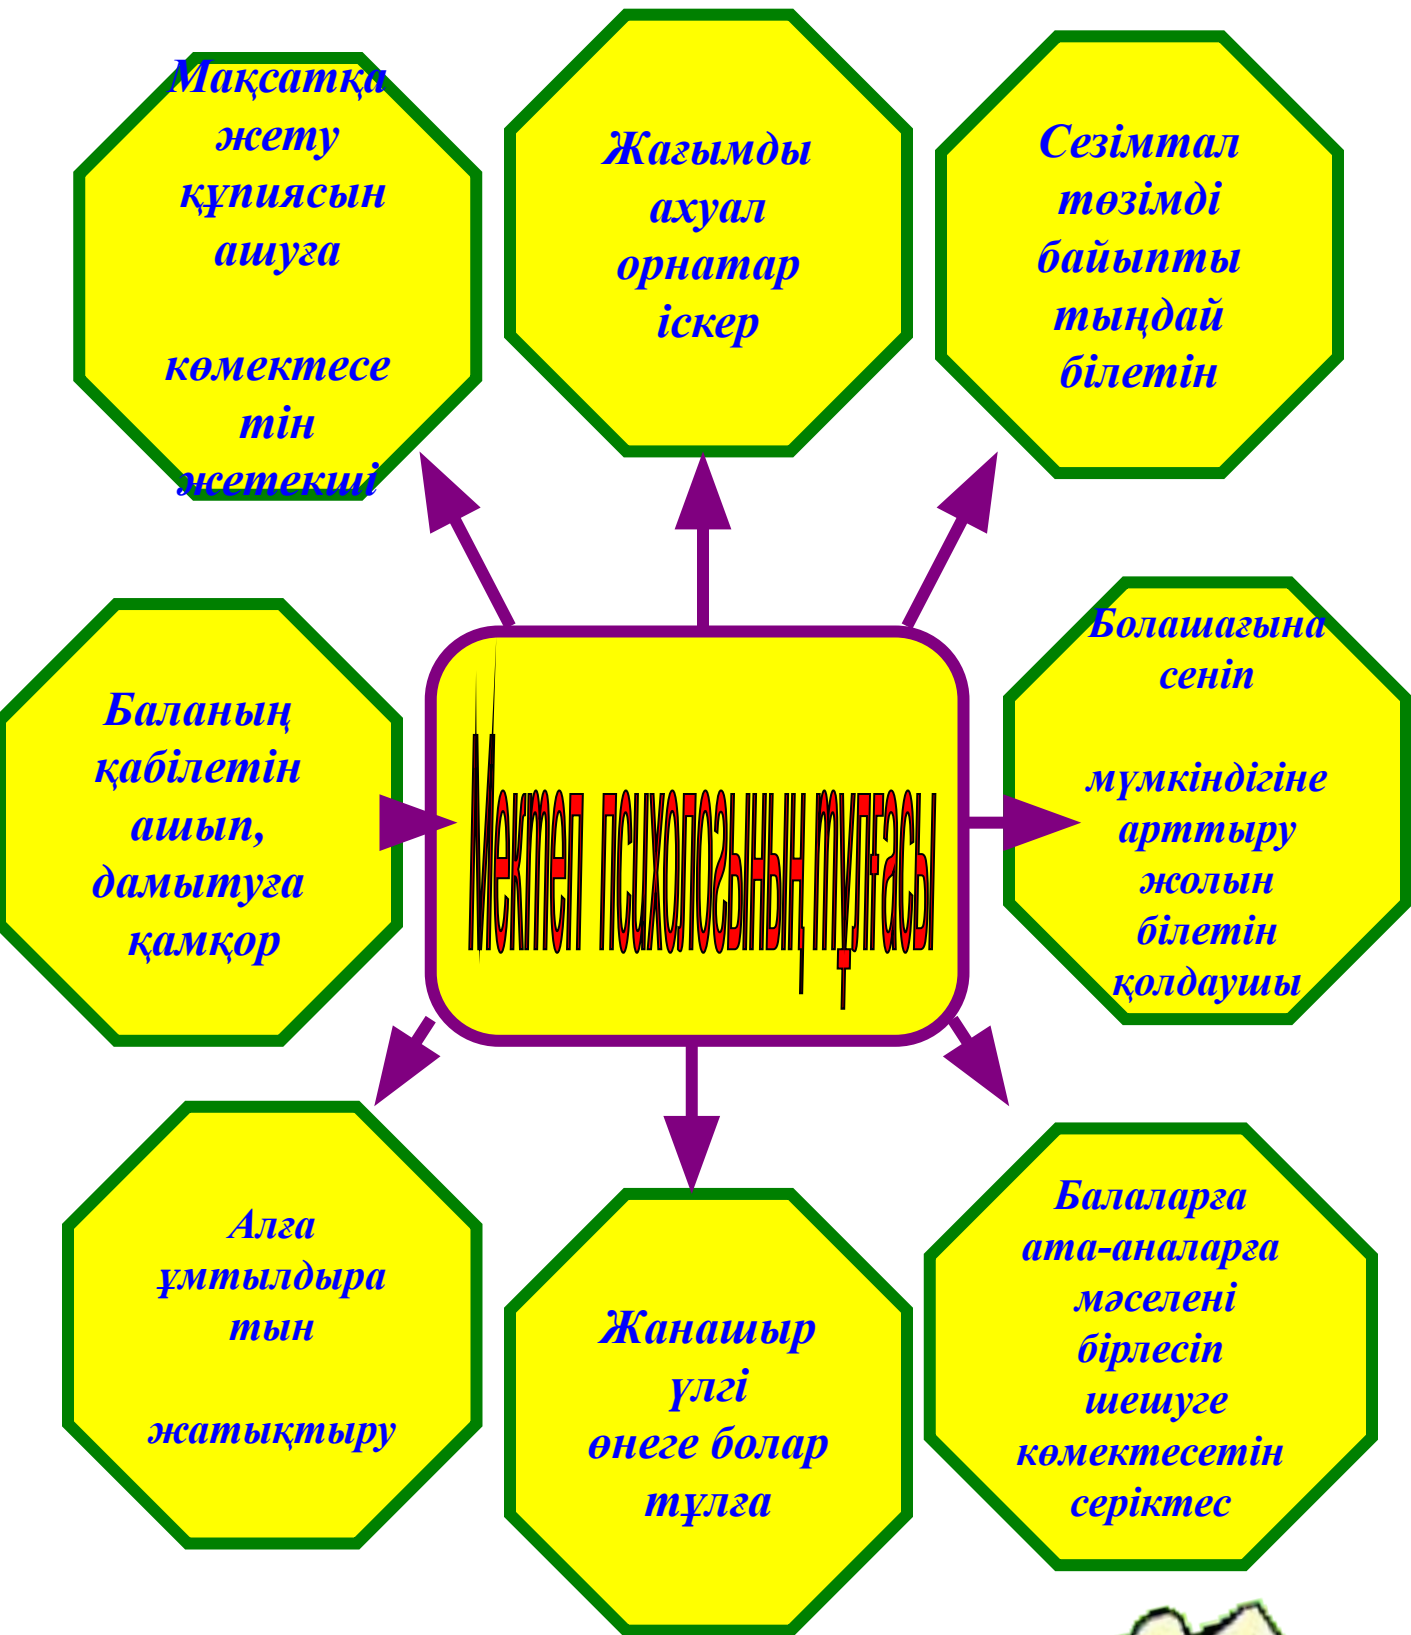 Мақсатқа
жету
құпиясын
ашуға
көмектесе
тін
жетекші
Жағымды
ахуал
орнатар
іскер
Сезімтал
төзімді
байыпты
тыңдай
білетін
Баланың
қабілетін
ашып,
дамытуға
қамқор
Мектеп психологының тұлғасы
Болашағына
сеніп
мүмкіндігіне
арттыру
жолын
білетін
қолдаушы
Алға
ұмтылдыра
тын
жатықтыру
Жанашыр
үлгі
өнеге болар
тұлға
Балаларға
ата-аналарға
мәселені
бірлесіп
шешуге
көмектесетін
серіктес